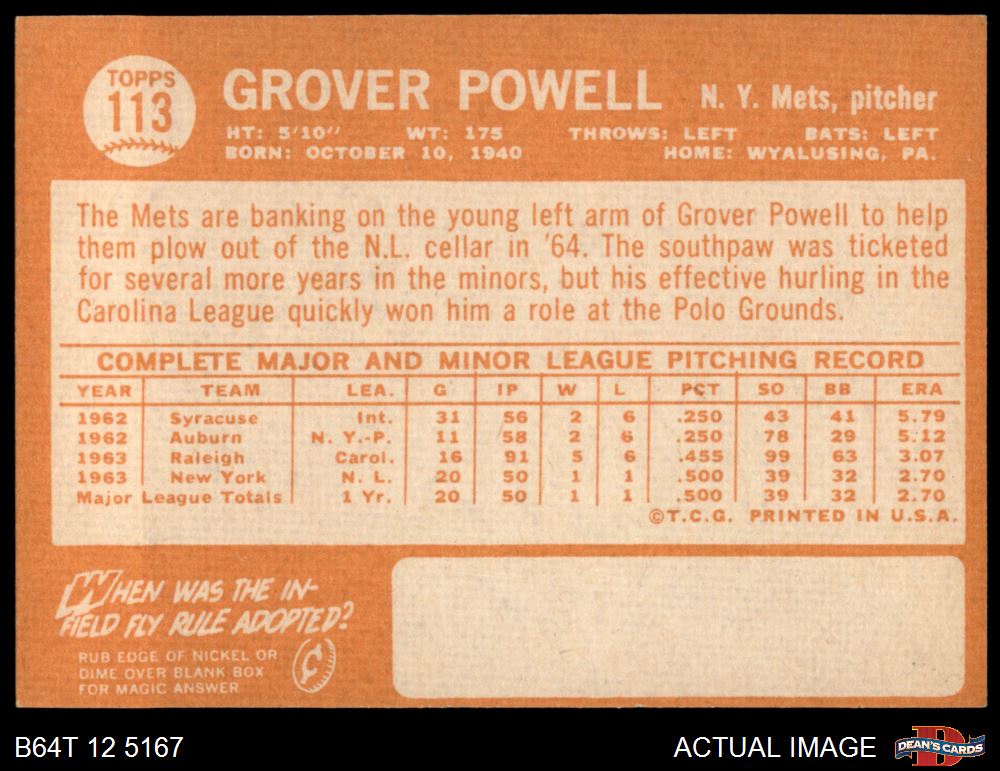 TOPPS
113
GROVER POWELL N. Y. Mets, pitcher
HT: 5'10" WT: 175 THROWS: LEFT BATS: LEFT
BORN: OCTOBER 10, 1940 HOME: WYALUSING, PA.
The Mets are banking on the young left arm of Grover Powell to help
them plow out of the N.L. cellar in '64. The southpaw was ticketed
for several more years in the minors, but his effective hurling in the
Carolina League quickly won him a role at the Polo Grounds.
COMPLETE MAJOR AND MINOR LEAGUE PITCHING RECORD
YEAR TEAM LEA. G IP W L PCT SO BB ERA
1962 Syracuse Int. 31 56 2 6 .250 43 41 5.79
1962 Auburn N. Y.-P. 11 58 2 6 .250 78 29 5.12
1963 Raleigh Carol. 16 91 5 6 .455 99 63 3.07
1963 New York N. L. 20 50 1 1 .500 39 32 2.70
Major League Totals 1 Yr. 20 50 1 1 .500 39 32 2.70
©T.C.G. PRINTED IN U.S.A.
WHEN WAS THE IN-
FIELD FLY RULE ADOPTED?
RUB EDGE OF NICKEL OR
DIME OVER BLANK BOX
FOR MAGIC ANSWER
B64T 12 5167 ACTUAL IMAGE DEAN'S CARDS